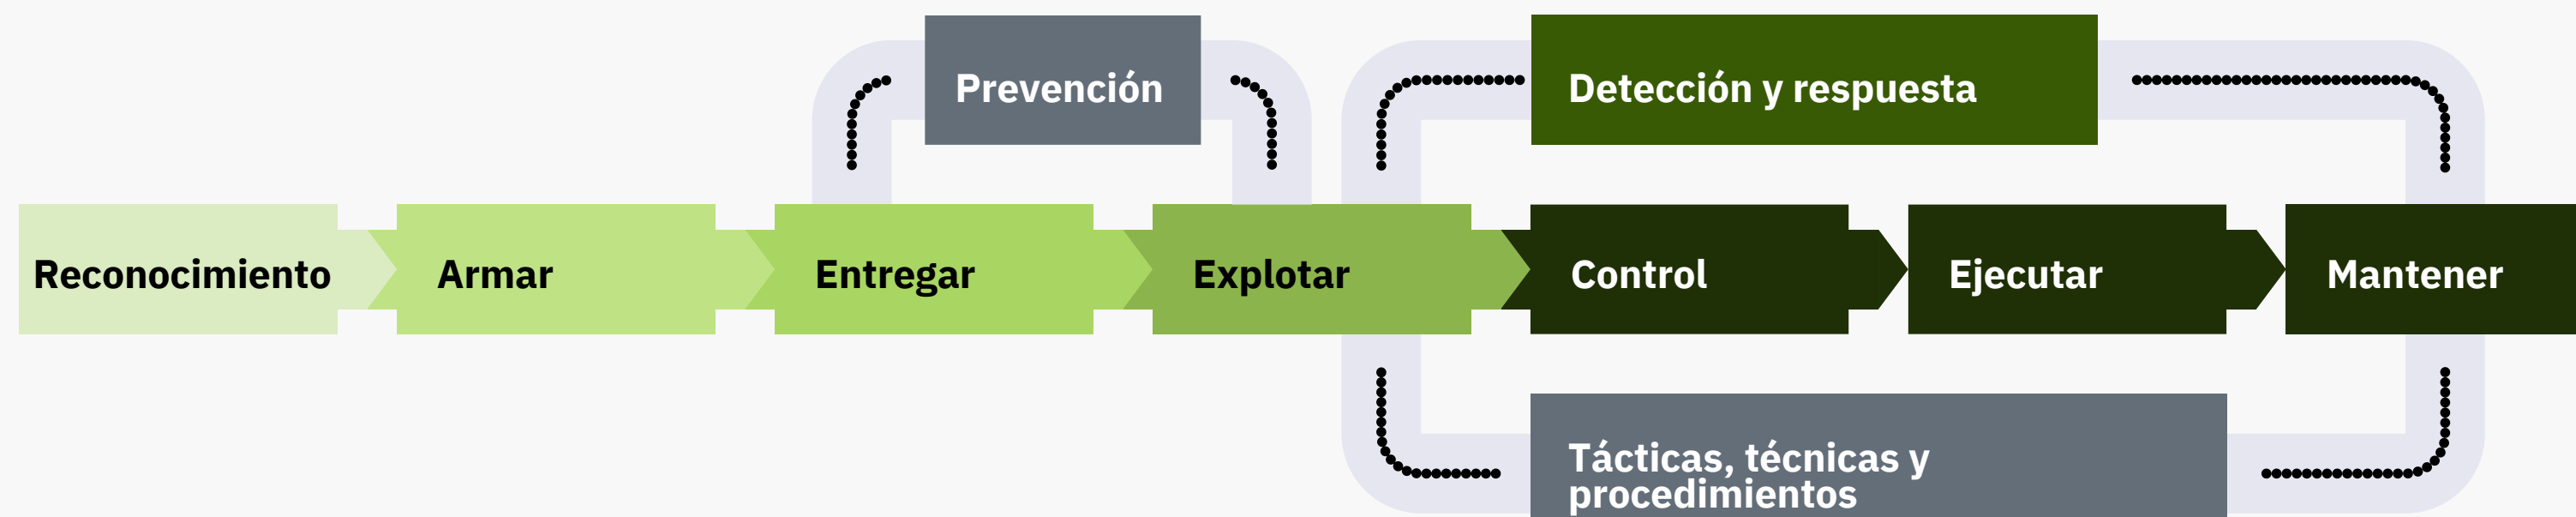 Prevención
Detección y respuesta
Reconocimiento
Armar
Entregar
Explotar
Control
Ejecutar
Mantener
Tácticas, técnicas y
procedimientos